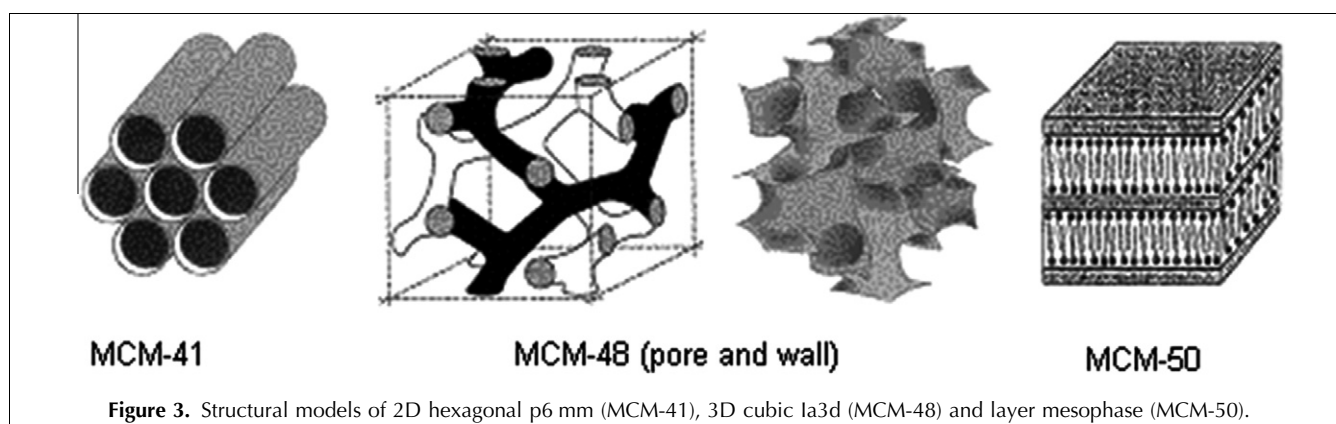 MCM-41
MCM-48 (pore and wall)
MCM-50
Figure 3. Structural models of 2D hexagonal p6 mm (MCM-41), 3D cubic Ia3d (MCM-48) and layer mesophase (MCM-50).